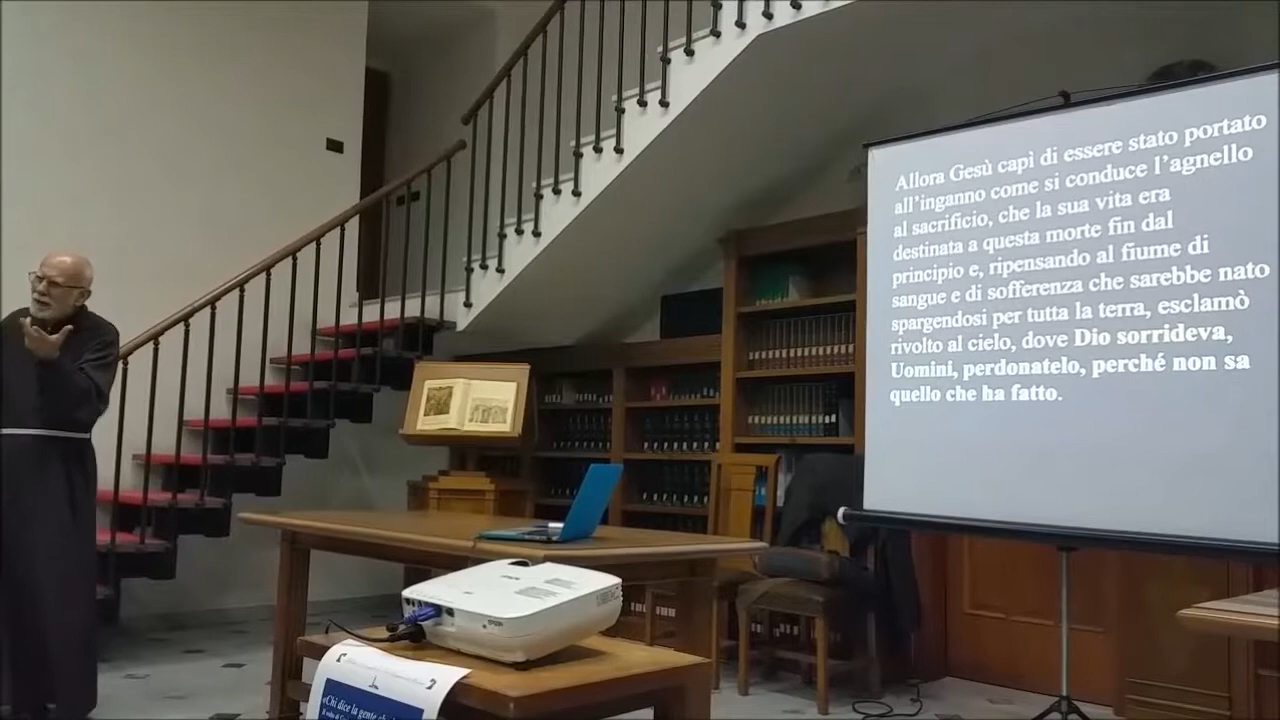 Allora Gesù capì di essere stato portato
all'inganno come si conduce l'agnello
al sacrificio, che la sua vita era
destinata a questa morte fin dal
principio e, ripensando al fiume di
sangue e di sofferenza che sarebbe nato
spargendosi per tutta la terra, esclamò
rivolto al cielo, dove Dio sorrideva,
Uomini, perdonatelo, perché non sa
quello che ha fatto.
EPSON
«Chi dice la gente